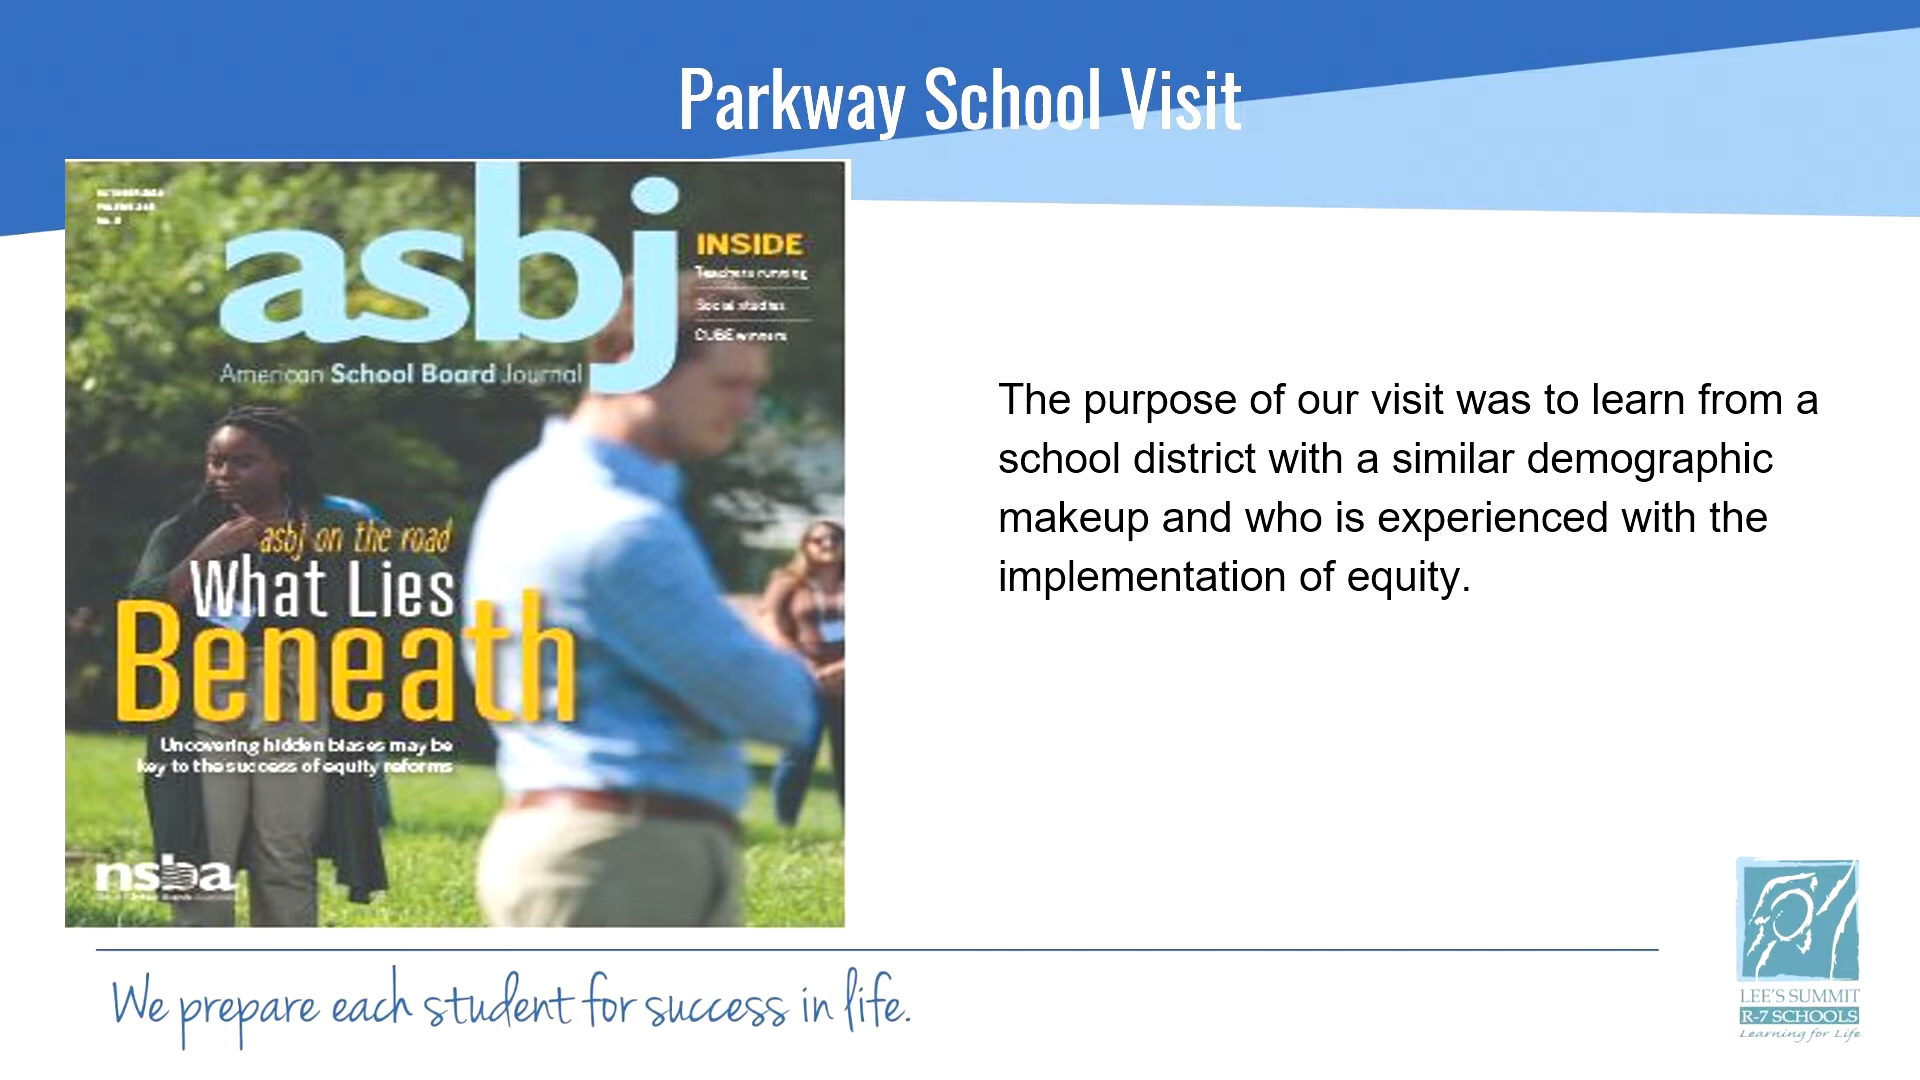 Parkway School Visit
asbj
American School Board Journal
INSIDE
Teachers running
Social studies
CUBE winners
asbj on the road
What Lies
Beneath
Uncovering hidden biases may be
key to the success of equity reforms
nsba
The purpose of our visit was to learn from a
school district with a similar demographic
makeup and who is experienced with the
implementation of equity.
We prepare each student for success in life.
LEE'S SUMMIT
R-7 SCHOOLS
Learning for Life